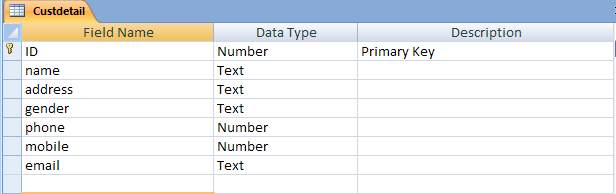 Custdetail
Field Name Data Type Description
ID Number Primary Key
name Text
address Text
gender Text
phone Number
mobile Number
email Text